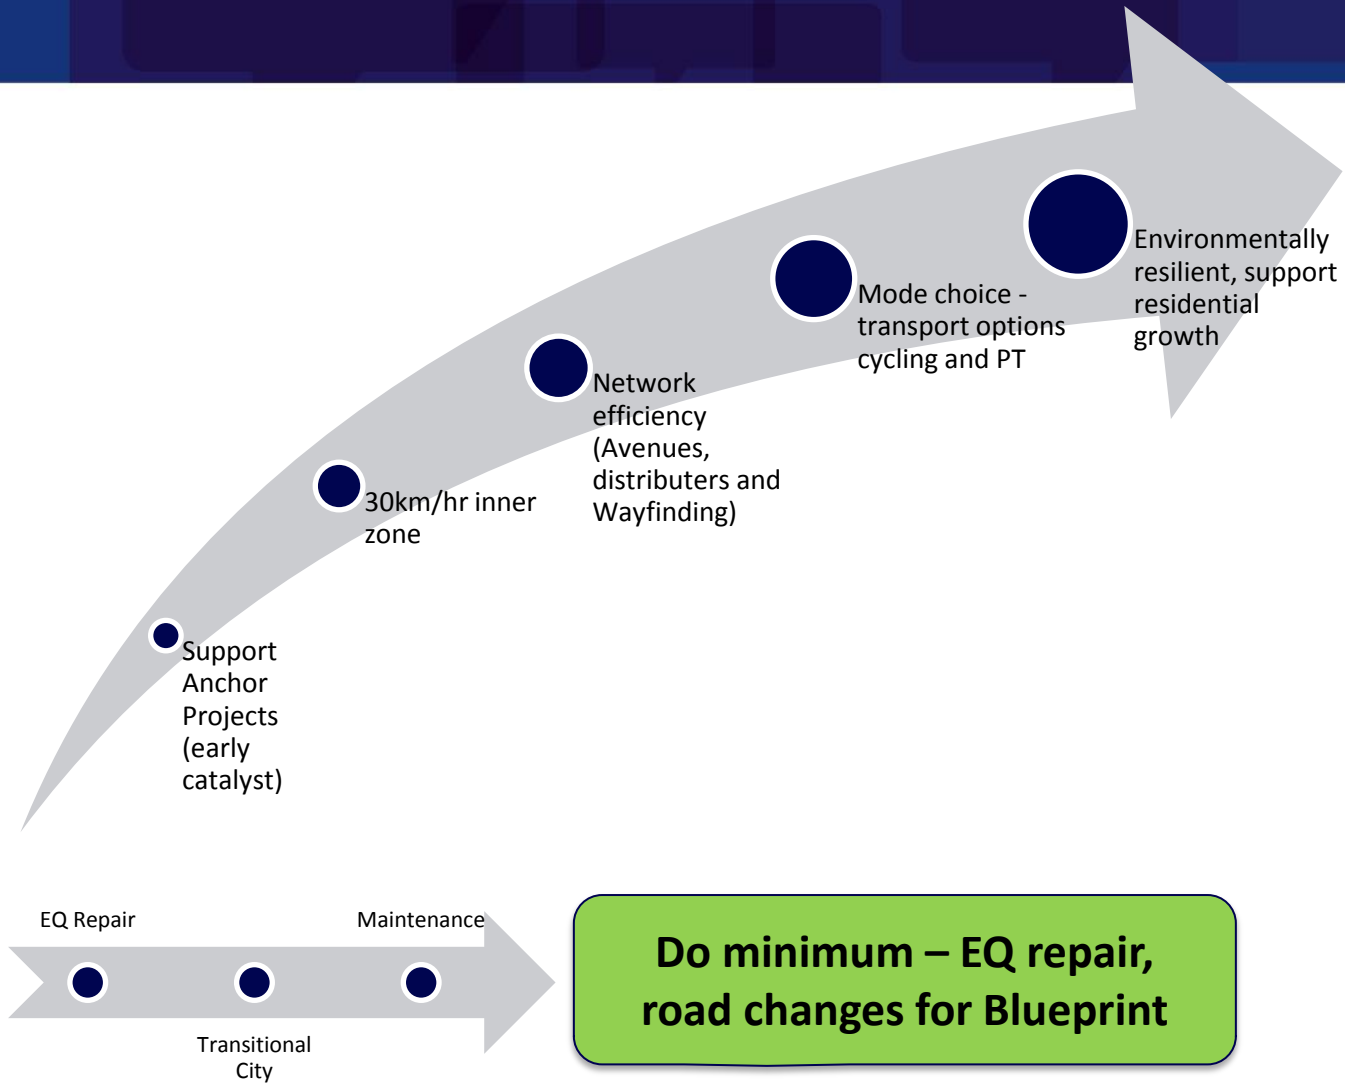 Environmentally
resilient, support
residential
growth
Mode choice -
transport options
cycling and PT
Network
efficiency
(Avenues,
distributers and
Wayfinding)
30km/hr inner
zone
Support
Anchor
Projects
(early
catalyst)
EQ Repair
Maintenance
Transitional
City
Do minimum – EQ repair,
road changes for Blueprint